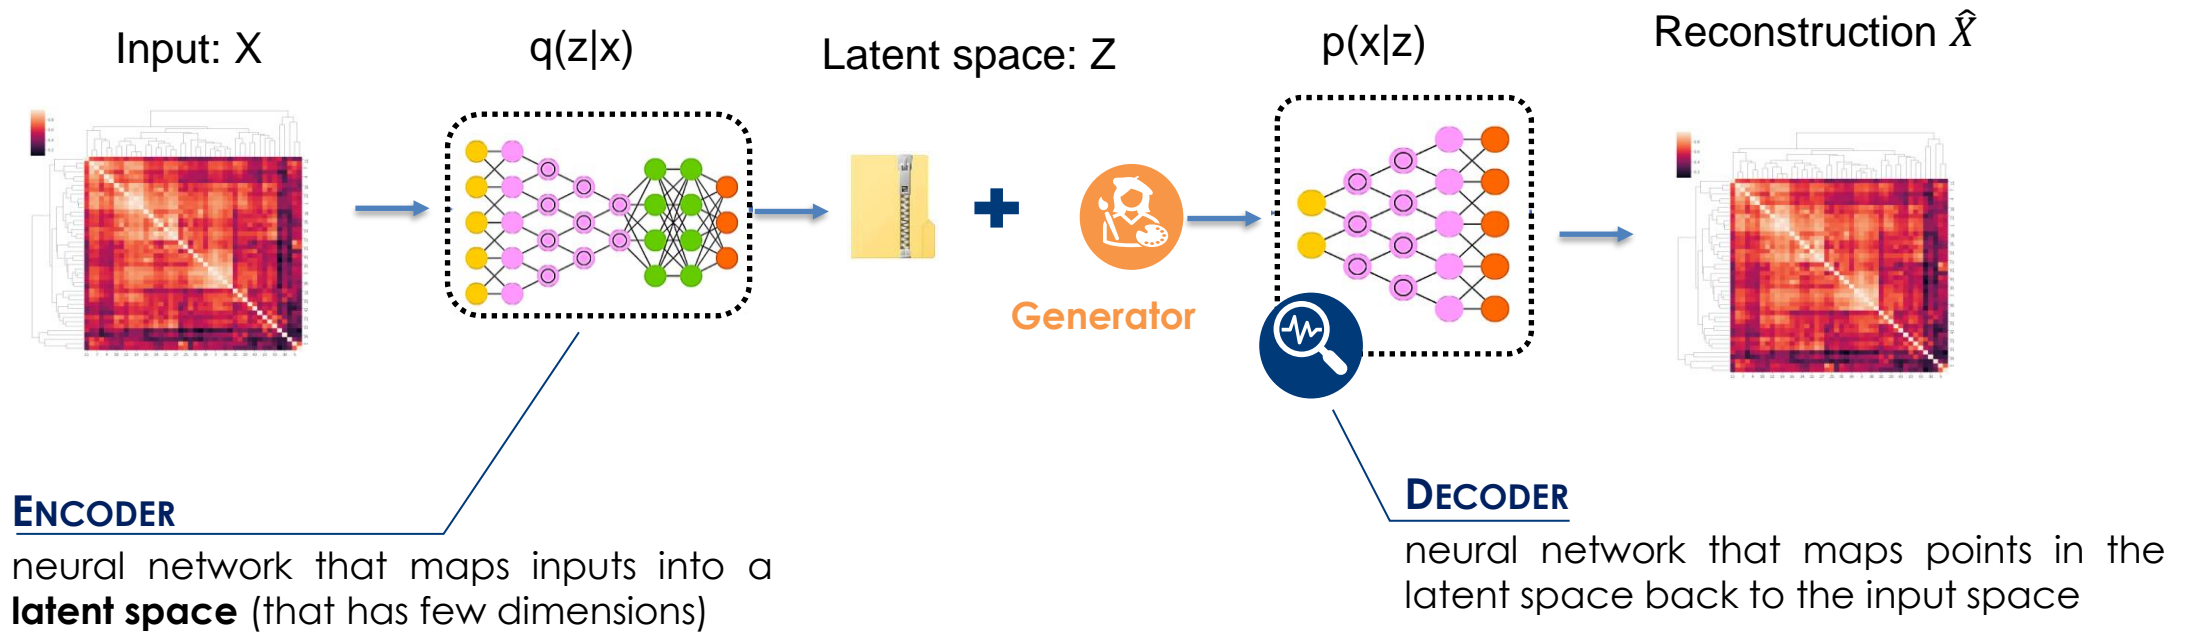 Input: X
q(z|x)
Latent space: Z
p(x|z)
Reconstruction X̂
Generator
ENCODER
neural network that maps inputs into a
latent space (that has few dimensions)
DECODER
neural network that maps points in the
latent space back to the input space